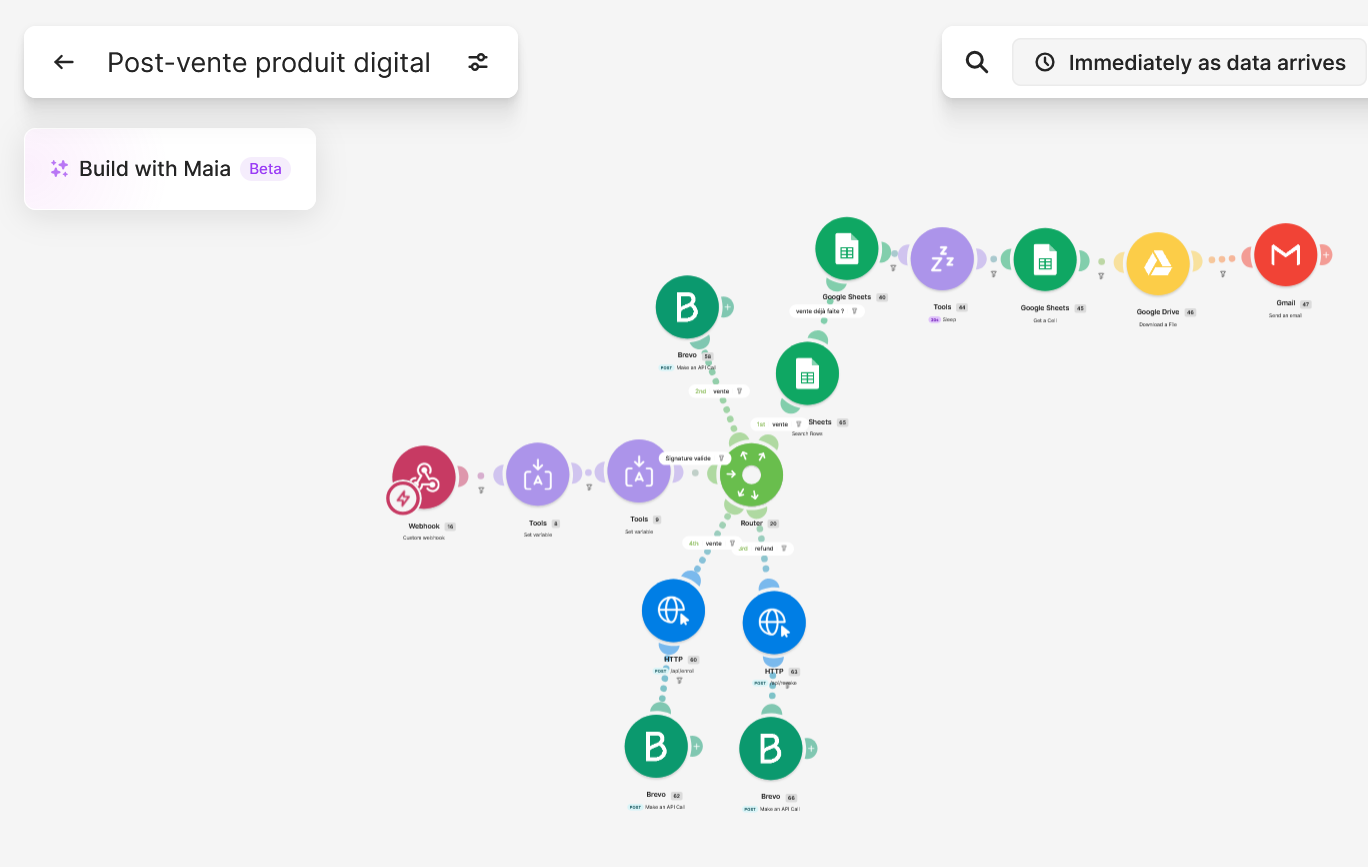 Post-vente produit digital
Immediately as data arrives
Build with Maia Beta
Google Sheets 40
Tools 44
Sleep
Google Sheets 45
Get a Cell
Google Drive 46
Download a File
Gmail 47
Send an email
vente déjà faite ?
Brevo 56
POST Make an API Call
2nd vente
1st vente
Sheets 65
Search Rows
Signature valide
Webhook 16
Custom webhook
Tools 8
Set variable
Tools 9
Set variable
Router 20
4th vente
refund
HTTP 60
POST /api/enrol
HTTP 63
POST
Brevo 62
POST Make an API Call
Brevo 66
POST Make an API Call